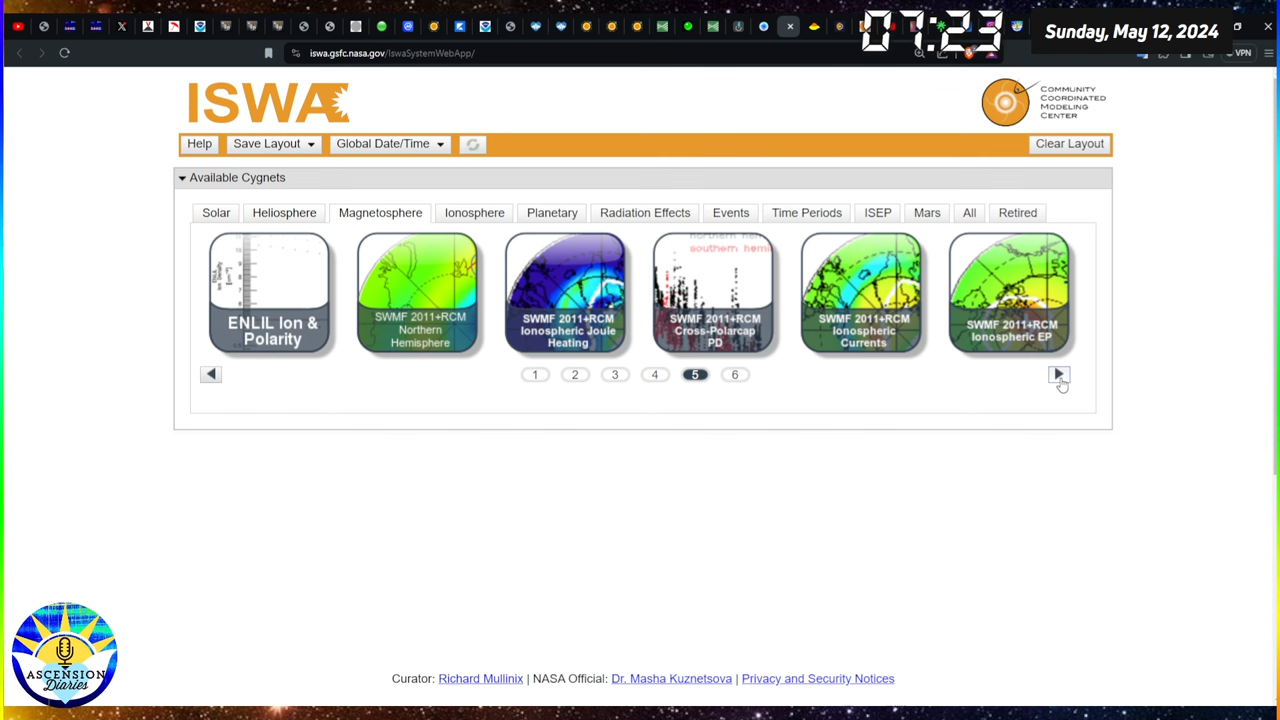 07:23
Sunday, May 12, 2024
iswa.gsfc.nasa.gov/IswaSystemWebApp/
VPN
ISWA
COMMUNITY
COORDINATED
MODELING
CENTER
Help
Save Layout
Global Date/Time
Clear Layout
Available Cygnets
Solar
Heliosphere
Magnetosphere
Ionosphere
Planetary
Radiation Effects
Events
Time Periods
ISEP
Mars
All
Retired
ENLIL Ion &
Polarity
SWMF 2011+RCM
Northern
Hemisphere
SWMF 2011+RCM
Ionospheric Joule
Heating
southern hemi
SWMF 2011+RCM
Cross-Polarcap
PD
SWMF 2011+RCM
Ionospheric
Currents
SWMF 2011+RCM
Ionospheric EP
1 2 3 4 5 6
Curator: Richard Mullinix | NASA Official: Dr. Masha Kuznetsova | Privacy and Security Notices
ASCENSION
Diaries